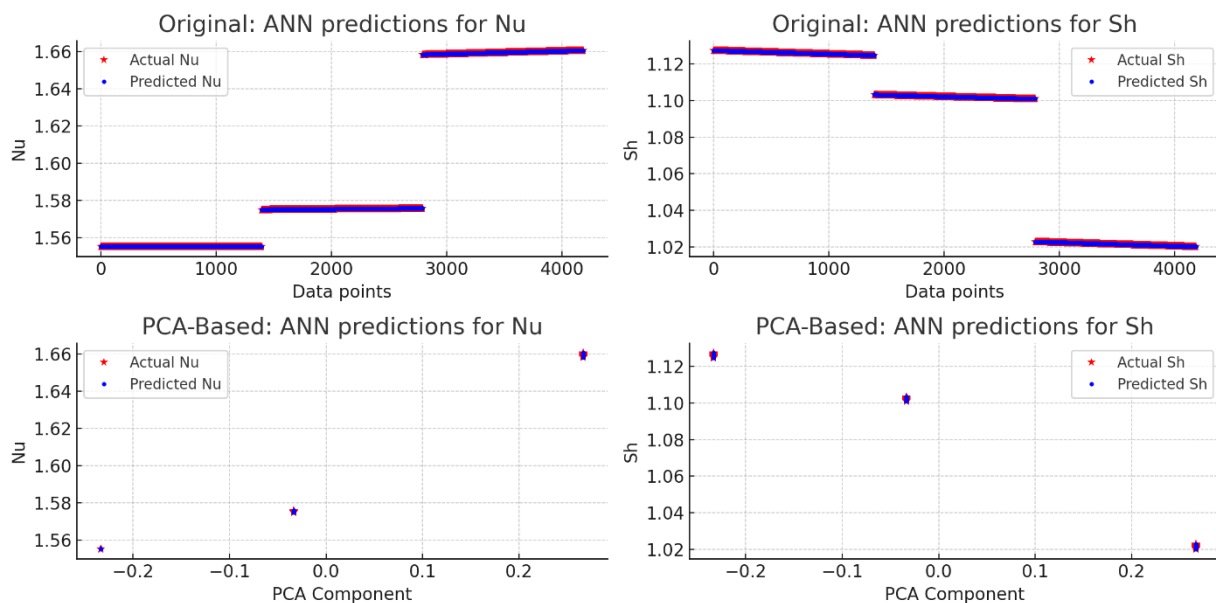 Original: ANN predictions for Nu
Actual Nu
Predicted Nu
1.66
1.64
1.62
1.60
1.58
1.56
Nu
0
1000
2000
3000
4000
Data points
Original: ANN predictions for Sh
Actual Sh
Predicted Sh
1.12
1.10
1.08
1.06
1.04
1.02
Sh
0
1000
2000
3000
4000
Data points
PCA-Based: ANN predictions for Nu
Actual Nu
Predicted Nu
1.66
1.64
1.62
1.60
1.58
1.56
Nu
−0.2
−0.1
0.0
0.1
0.2
PCA Component
PCA-Based: ANN predictions for Sh
Actual Sh
Predicted Sh
1.12
1.10
1.08
1.06
1.04
1.02
Sh
−0.2
−0.1
0.0
0.1
0.2
PCA Component